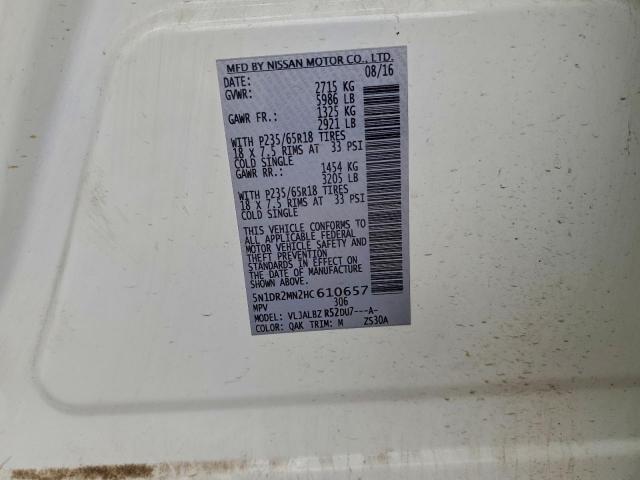 MFD BY NISSAN MOTOR CO., LTD.
DATE: 08/16
GVWR: 2715 KG
5986 LB
GAWR FR.: 1325 KG
2921 LB
WITH P235/65R18 TIRES
18 X 7.5 RIMS AT 33 PSI
COLD SINGLE
GAWR RR.: 1454 KG
3205 LB
WITH P235/65R18 TIRES
18 X 7.5 RIMS AT 33 PSI
COLD SINGLE
THIS VEHICLE CONFORMS TO
ALL APPLICABLE FEDERAL
MOTOR VEHICLE SAFETY AND
THEFT PREVENTION
STANDARDS IN EFFECT ON
THE DATE OF MANUFACTURE
SHOWN ABOVE.
5N1DR2MN2HC610657
MPV 306
MODEL: VLJALBZ R52DU7---A-
COLOR: QAK TRIM: M ZS30A